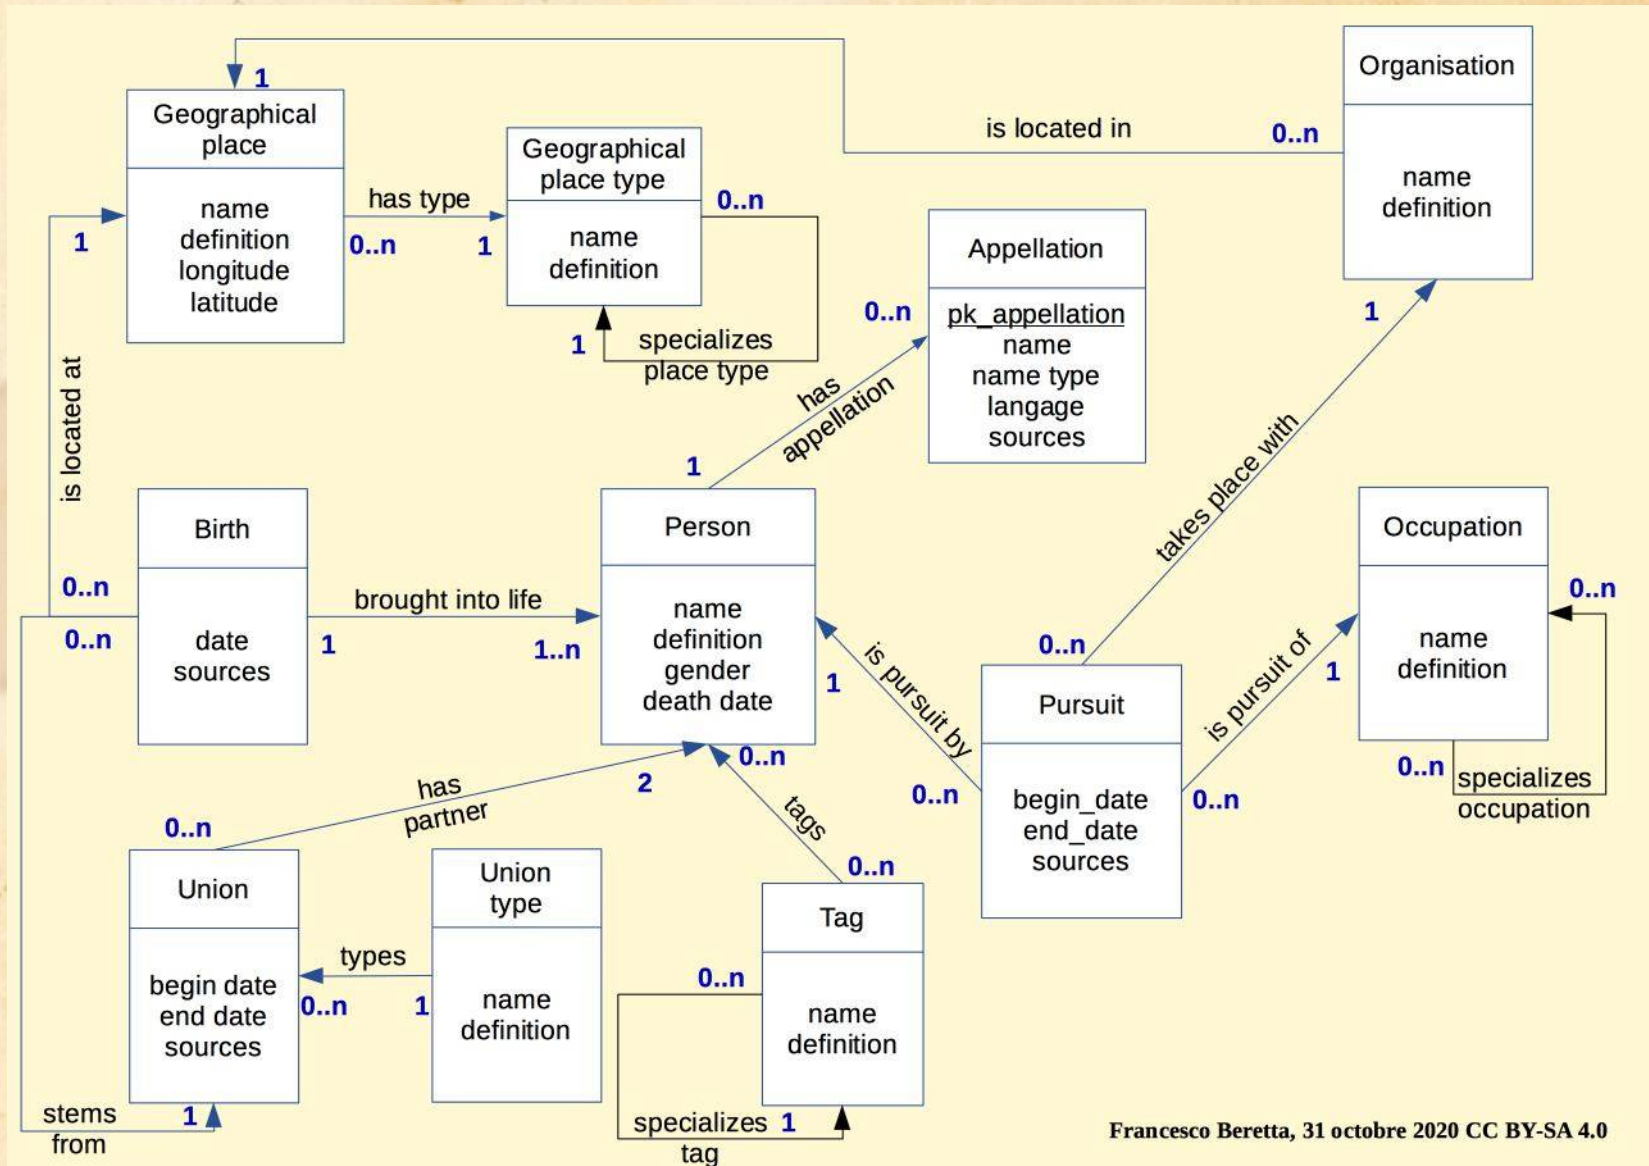 1
Geographical
place
name
definition
longitude
latitude
has type
0..n
1
Geographical
place type
name
definition
0..n
1
specializes
place type
is located in
0..n
Organisation
name
definition
1
Appellation
pk_appellation
name
name type
langage
sources
0..n
has
appellation
1
1
is located at
0..n
0..n
Birth
date
sources
brought into life
1
1..n
Person
name
definition
gender
death date
takes place with
1
0..n
Occupation
name
definition
0..n
0..n
specializes
occupation
is pursuit of
1
0..n
is pursuit by
1
0..n
Pursuit
begin_date
end_date
sources
has
partner
2
0..n
0..n
tags
0..n
Union
begin date
end date
sources
types
0..n
1
Union
type
name
definition
Tag
name
definition
0..n
specializes
tag
1
stems
from
1
Francesco Beretta, 31 octobre 2020 CC BY-SA 4.0